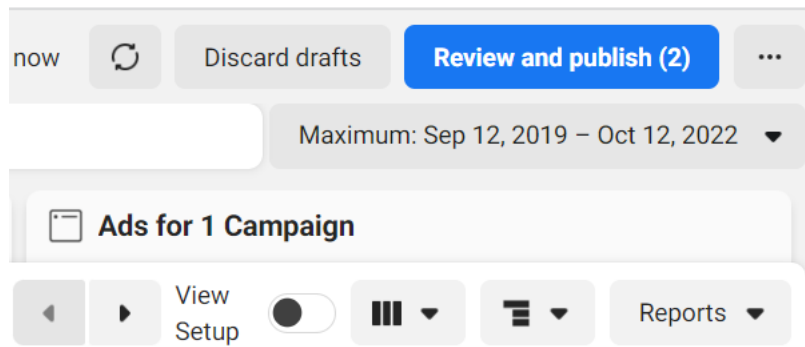 now
Discard drafts
Review and publish (2)
Maximum: Sep 12, 2019 – Oct 12, 2022
Ads for 1 Campaign
View
Setup
Reports